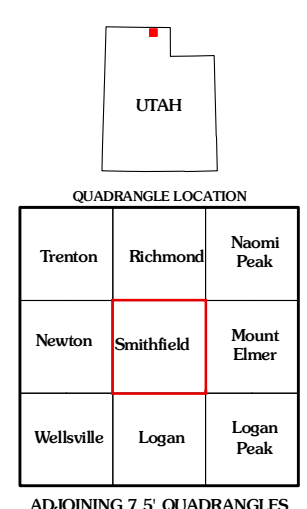 UTAH
QUADRANGLE LOCATION
Trenton Richmond Naomi Peak
Newton Smithfield Mount Elmer
Wellsville Logan Logan Peak
ADJOINING 7.5' QUADRANGLES